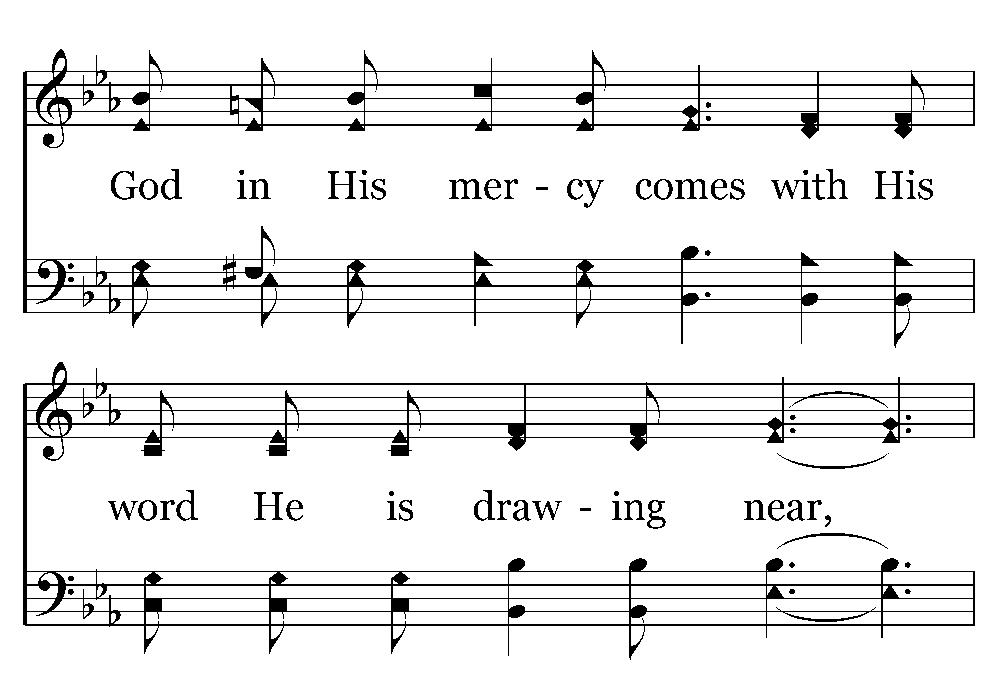 God in His mer - cy comes with His
word He is draw - ing near,